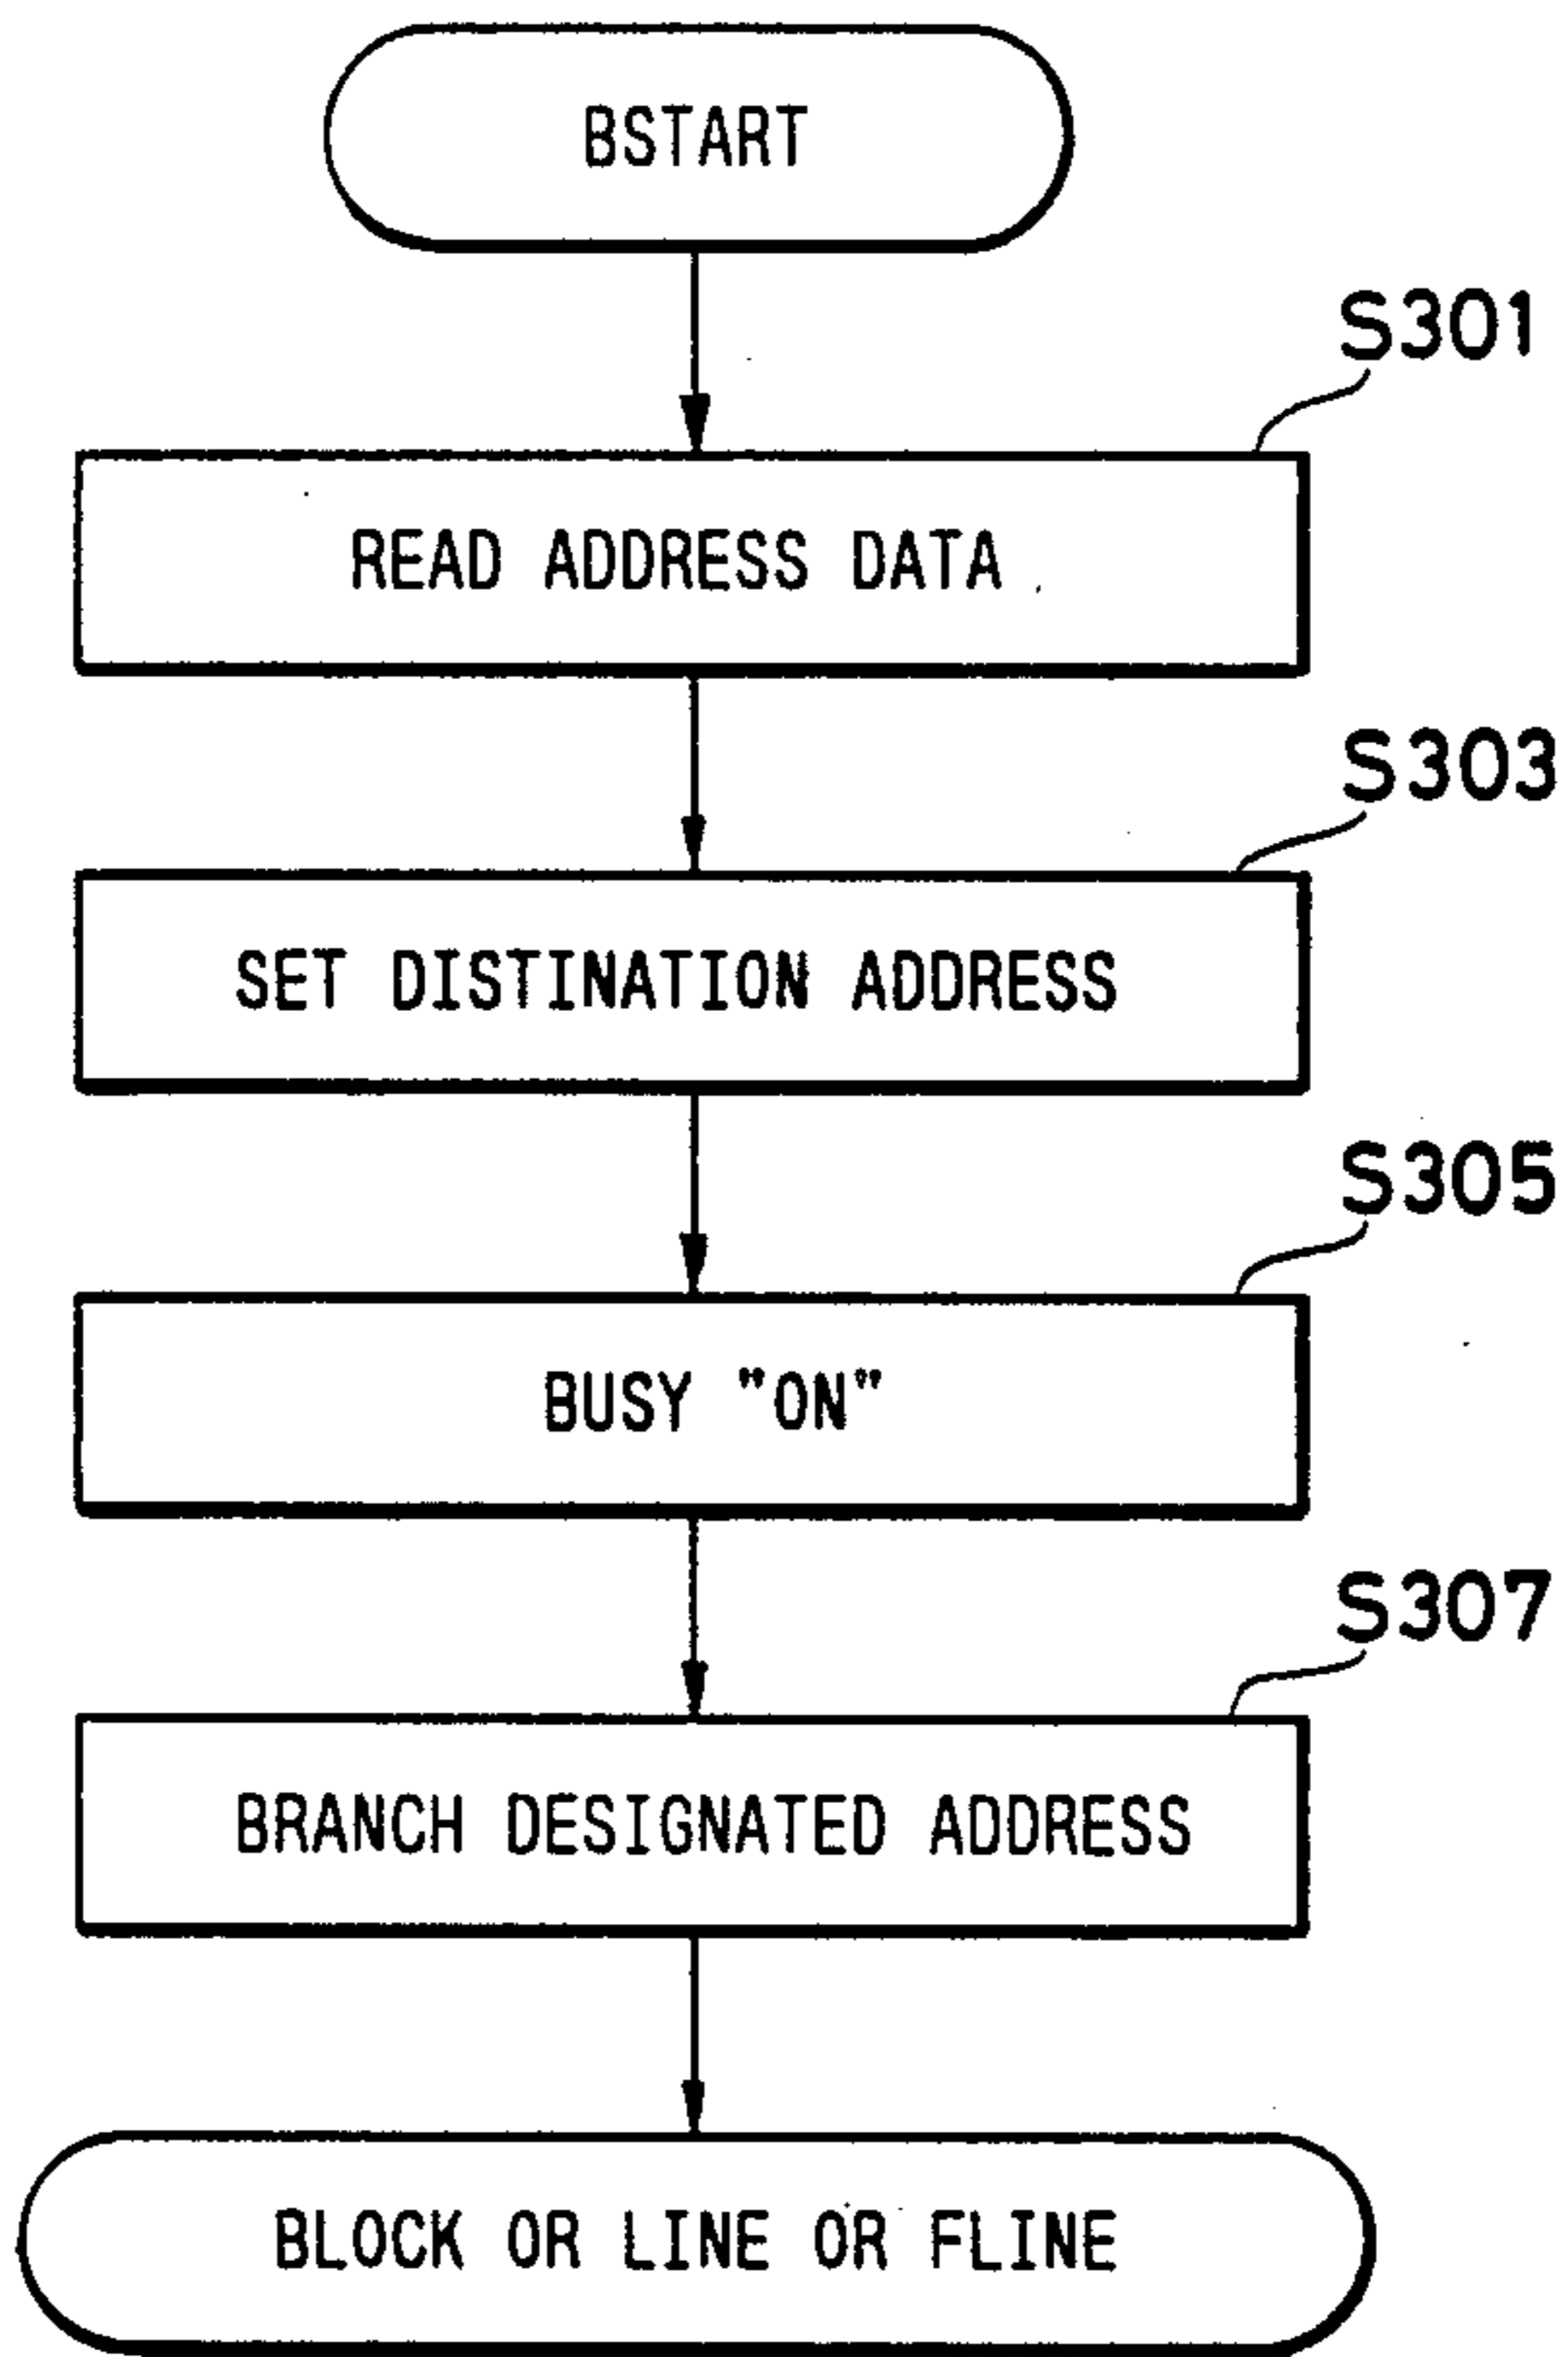 BSTART
S301
READ ADDRESS DATA
S303
SET DISTINATION ADDRESS
S305
BUSY "ON"
S307
BRANCH DESIGNATED ADDRESS
BLOCK OR LINE OR FLINE